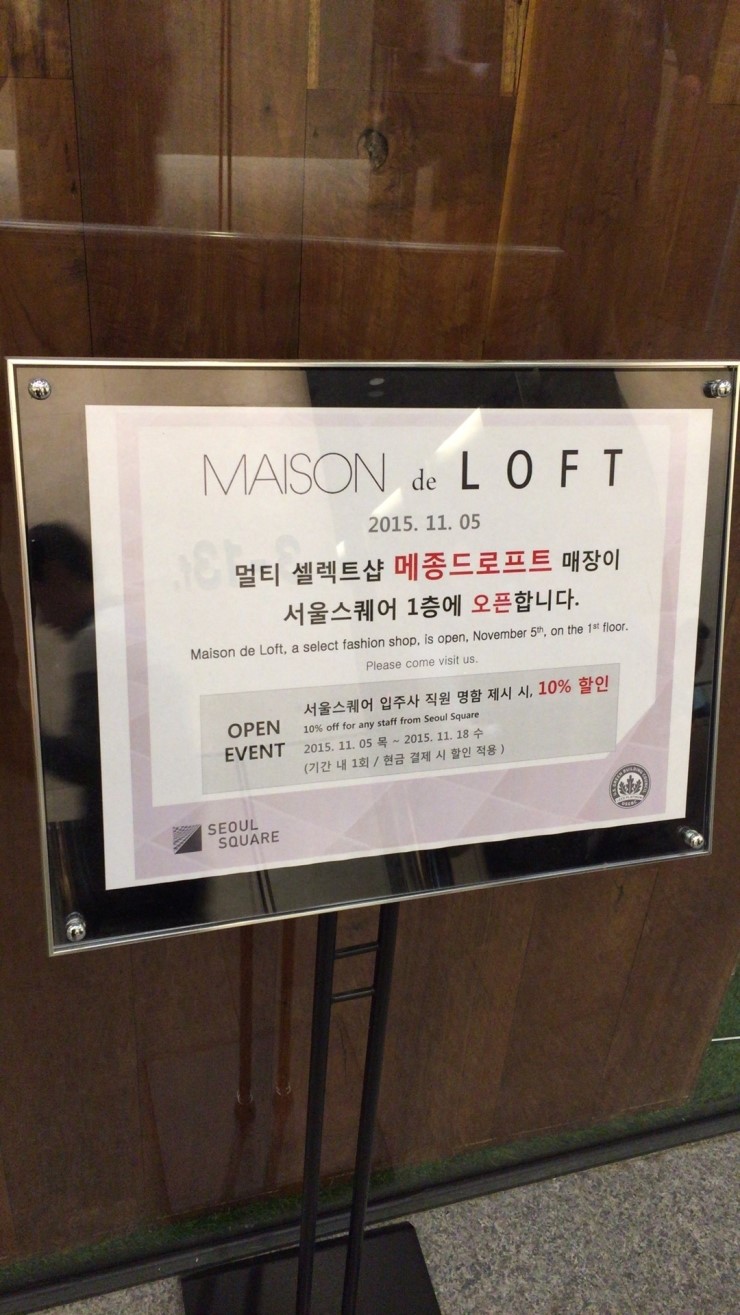 MAISON de LOFT
2015. 11. 05
멀티 셀렉트샵 메종드로프트 매장이
서울스퀘어 1층에 오픈합니다.
Maison de Loft, a select fashion shop, is open, November 5th, on the 1st floor.
Please come visit us.
OPEN
EVENT
서울스퀘어 입주사 직원 명함 제시 시, 10% 할인
10% off for any staff from Seoul Square
2015. 11. 05 목 ~ 2015. 11. 18 수
(기간 내 1회 / 현금 결제 시 할인 적용 )
SEOUL
SQUARE